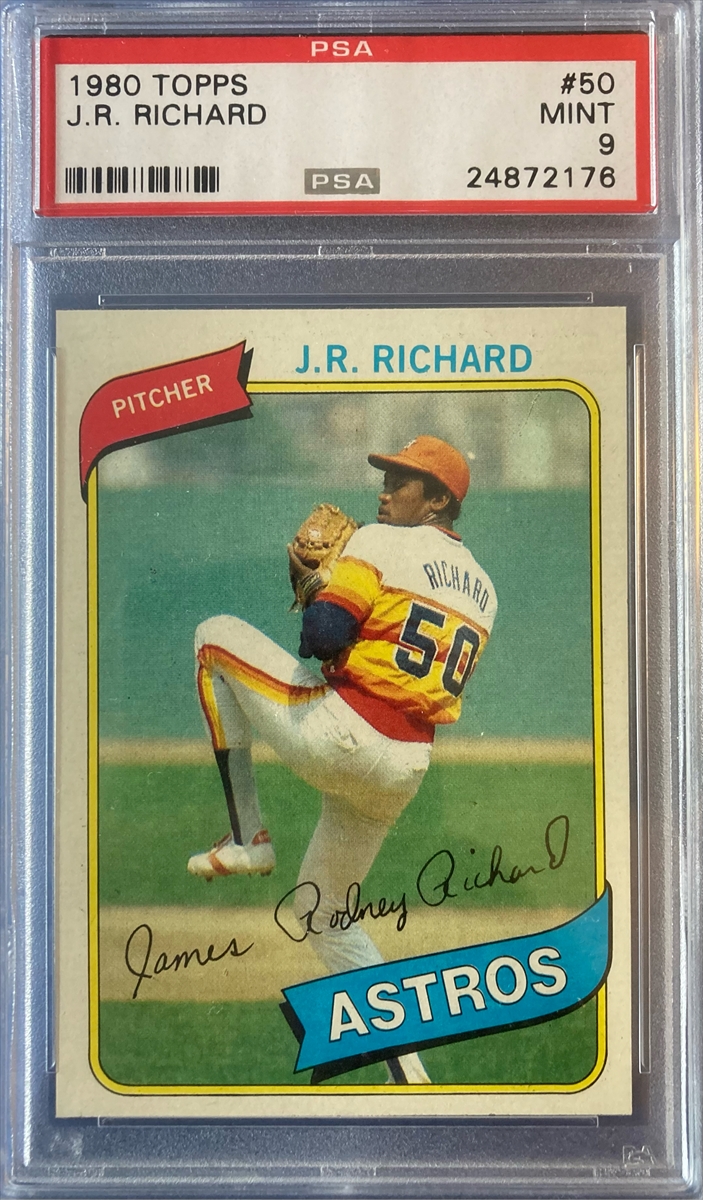 PSA
1980 TOPPS #50
J.R. RICHARD MINT
9
PSA 24872176
J.R. RICHARD
PITCHER
RICHARD
50
James Rodney Richard
ASTROS